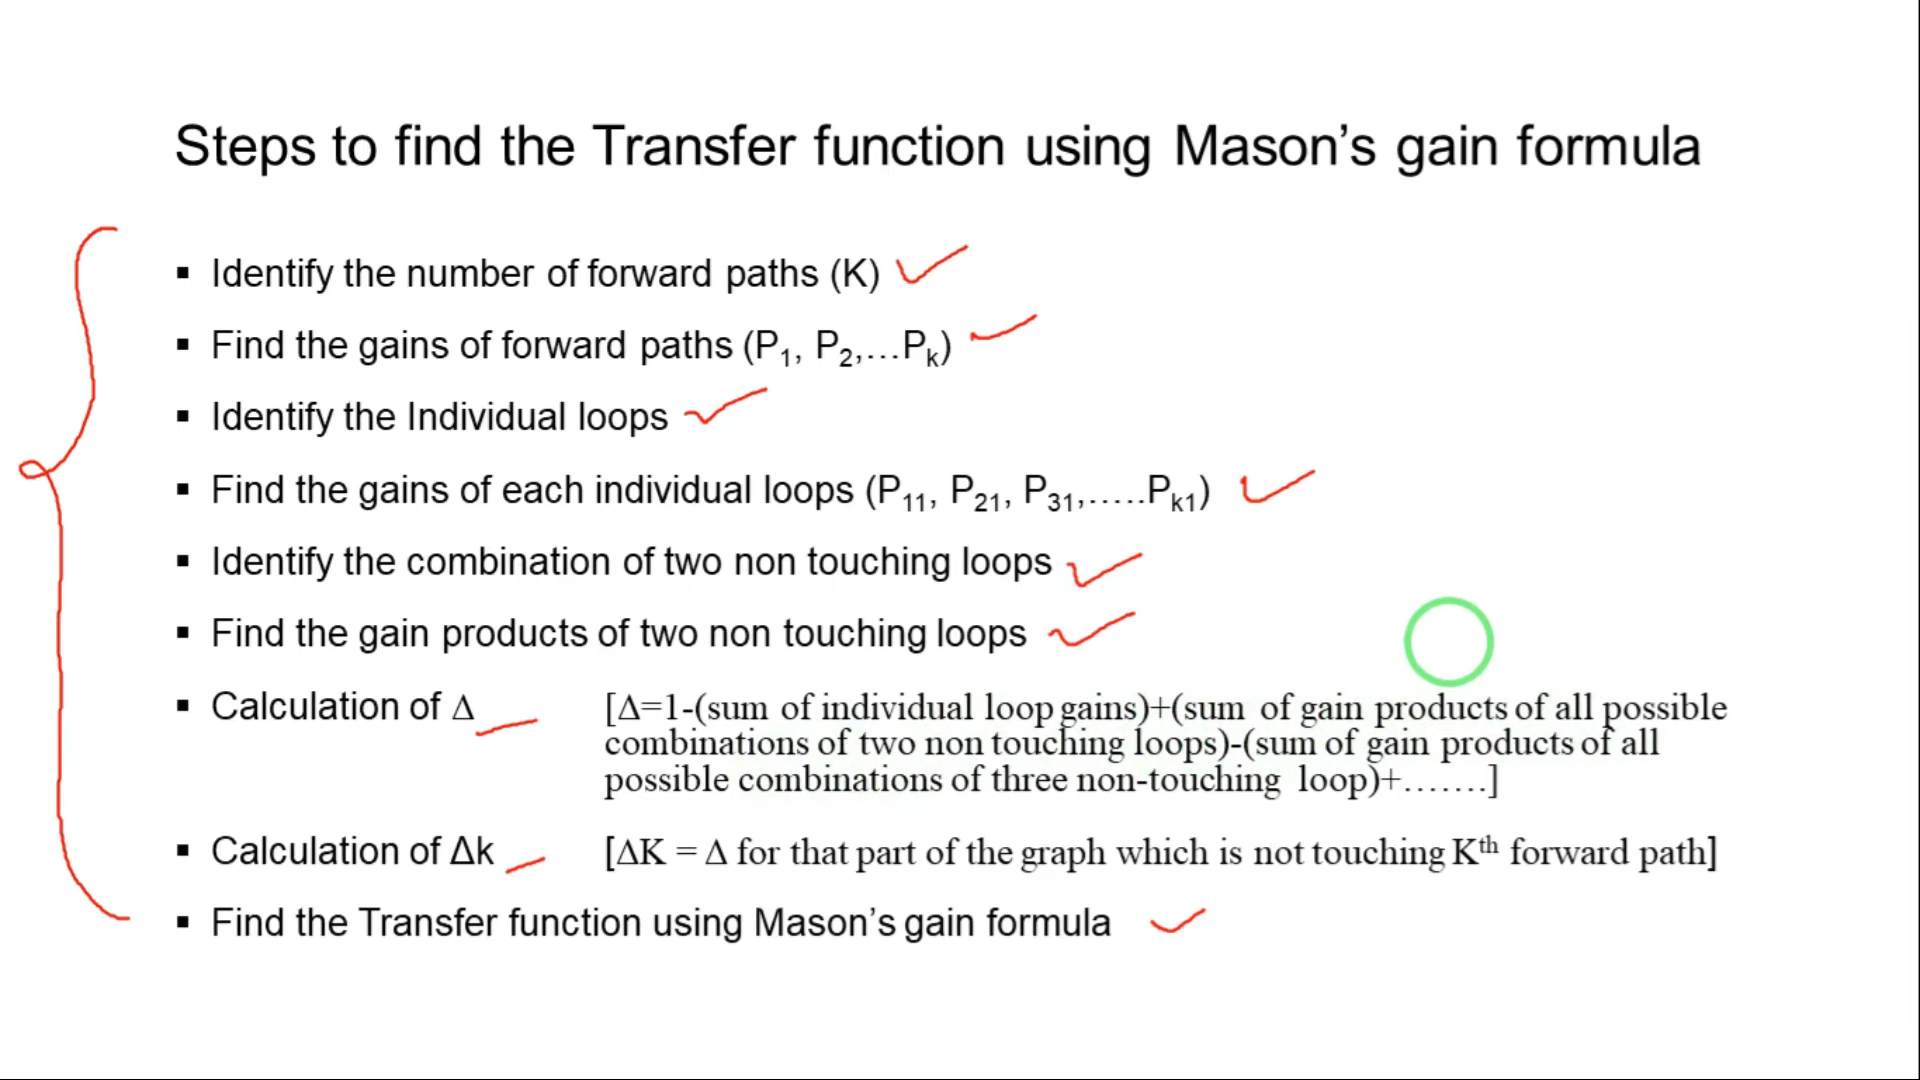 Steps to find the Transfer function using Mason’s gain formula
▪ Identify the number of forward paths (K)
▪ Find the gains of forward paths (P₁, P₂,…Pₖ)
▪ Identify the Individual loops
▪ Find the gains of each individual loops (P₁₁, P₂₁, P₃₁,…..Pₖ₁)
▪ Identify the combination of two non touching loops
▪ Find the gain products of two non touching loops
▪ Calculation of Δ [Δ=1-(sum of individual loop gains)+(sum of gain products of all possible
combinations of two non touching loops)-(sum of gain products of all
possible combinations of three non-touching loop)+…….]
▪ Calculation of Δk [ΔK = Δ for that part of the graph which is not touching Kᵗʰ forward path]
▪ Find the Transfer function using Mason’s gain formula